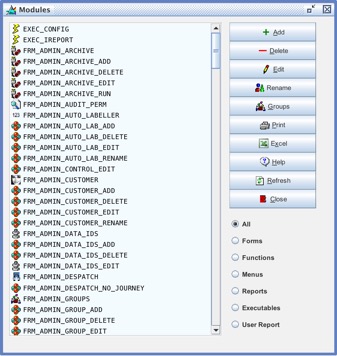 Modules
EXEC_CONFIG
EXEC_IREPORT
FRM_ADMIN_ARCHIVE
FRM_ADMIN_ARCHIVE_ADD
FRM_ADMIN_ARCHIVE_DELETE
FRM_ADMIN_ARCHIVE_EDIT
FRM_ADMIN_ARCHIVE_RUN
FRM_ADMIN_AUDIT_PERM
FRM_ADMIN_AUTO_LABELLER
FRM_ADMIN_AUTO_LAB_ADD
FRM_ADMIN_AUTO_LAB_DELETE
FRM_ADMIN_AUTO_LAB_EDIT
FRM_ADMIN_AUTO_LAB_RENAME
FRM_ADMIN_CONTROL_EDIT
FRM_ADMIN_CUSTOMER
FRM_ADMIN_CUSTOMER_ADD
FRM_ADMIN_CUSTOMER_DELETE
FRM_ADMIN_CUSTOMER_EDIT
FRM_ADMIN_CUSTOMER_RENAME
FRM_ADMIN_DATA_IDS
FRM_ADMIN_DATA_IDS_ADD
FRM_ADMIN_DATA_IDS_DELETE
FRM_ADMIN_DATA_IDS_EDIT
FRM_ADMIN_DESPATCH
FRM_ADMIN_DESPATCH_NO_JOURNEY
FRM_ADMIN_GROUPS
FRM_ADMIN_GROUP_ADD
FRM_ADMIN_GROUP_DELETE
FRM_ADMIN_GROUP_EDIT
Add
Delete
Edit
Rename
Groups
Print
Excel
Help
Refresh
Close
All
Forms
Functions
Menus
Reports
Executables
User Report